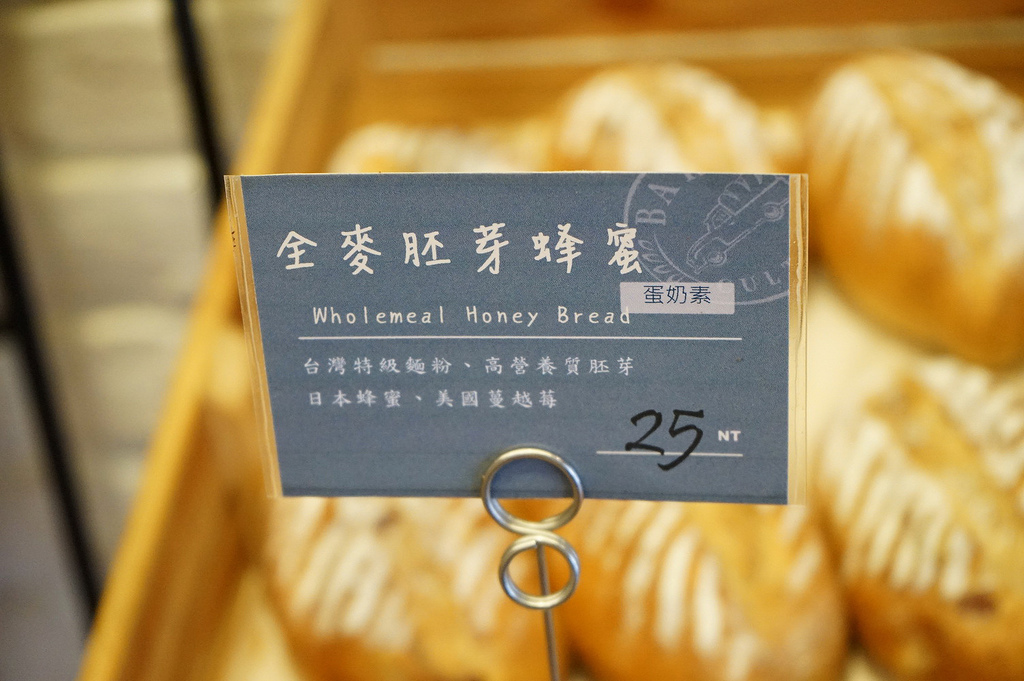 全麥胚芽蜂蜜
蛋奶素
Wholemeal Honey Bread
台灣特級麵粉、高營養質胚芽
日本蜂蜜、美國蔓越莓
25 NT